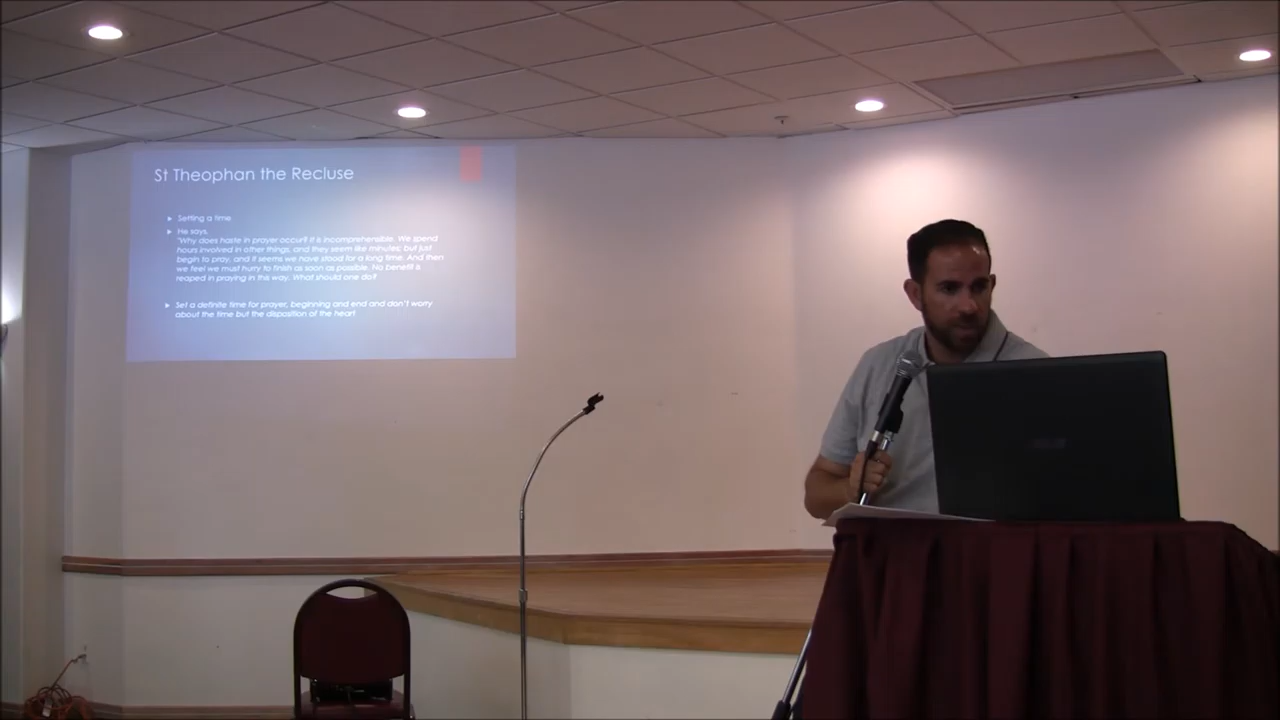 St Theophan the Recluse
Setting a time.
He says,
"Why does haste in prayer occur? It is incomprehensible. We spend
hours involved in other things, and they seem like minutes; but just
begin to pray, and it seems we have stood for a long time. And then
we feel we must hurry to finish as soon as possible. No benefit is
reaped in praying in this way. What should one do?
Set a definite time for prayer, beginning and end and don't worry
about the time but the disposition of the heart